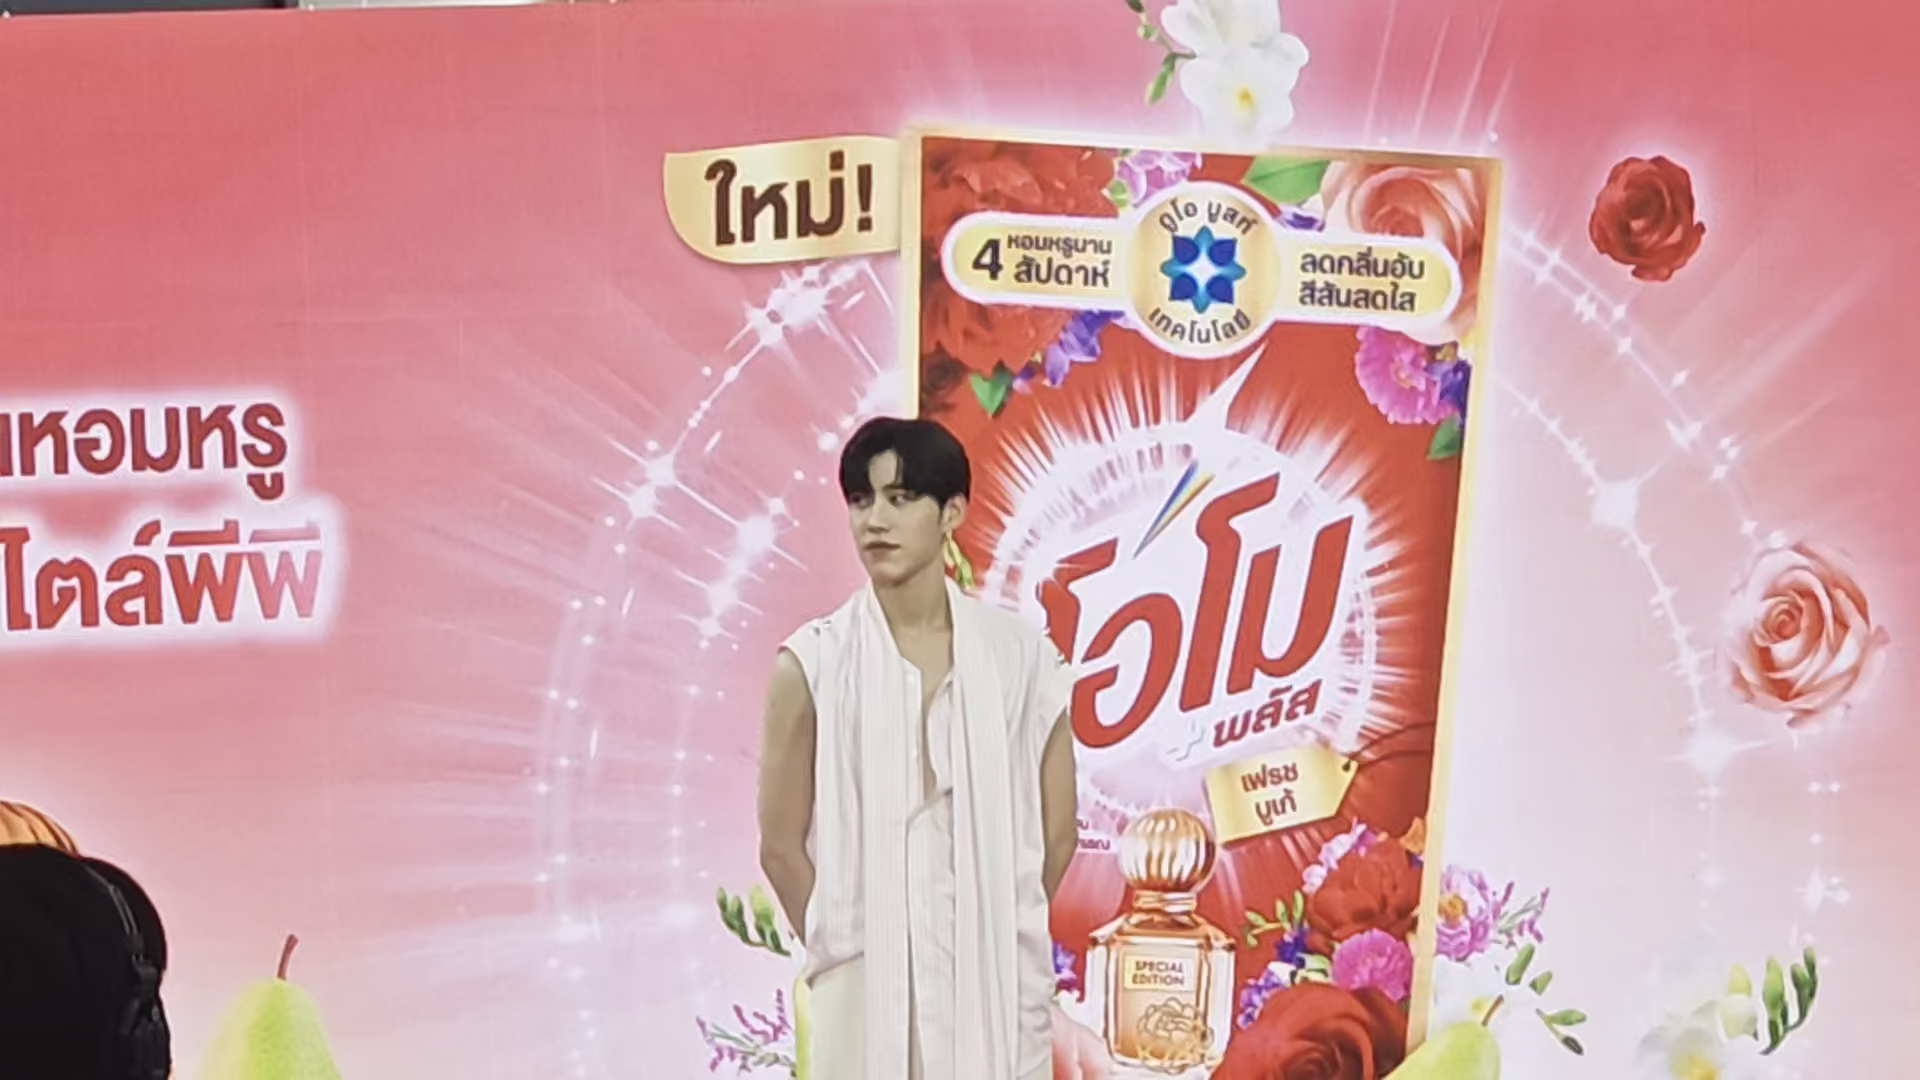 ใหม่!
4 หอมหรูนาน
สัปดาห์
ดูโอ บูสท์
เทคโนโลยี
ลดกลิ่นอับ
สีสันสดใส
หอมหรู
ไตล์พีพี
โอโม
+พลัส
เฟรช
บูเก้
SPECIAL
EDITION